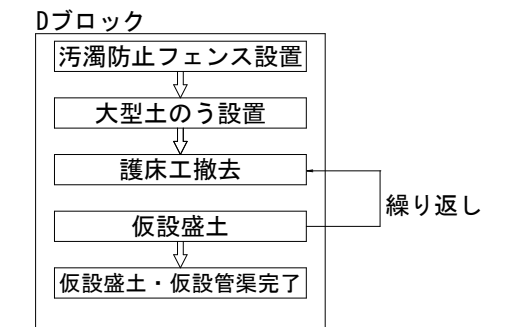 Dブロック
汚濁防止フェンス設置
大型土のう設置
護床工撤去
繰り返し
仮設盛土
仮設盛土・仮設管渠完了